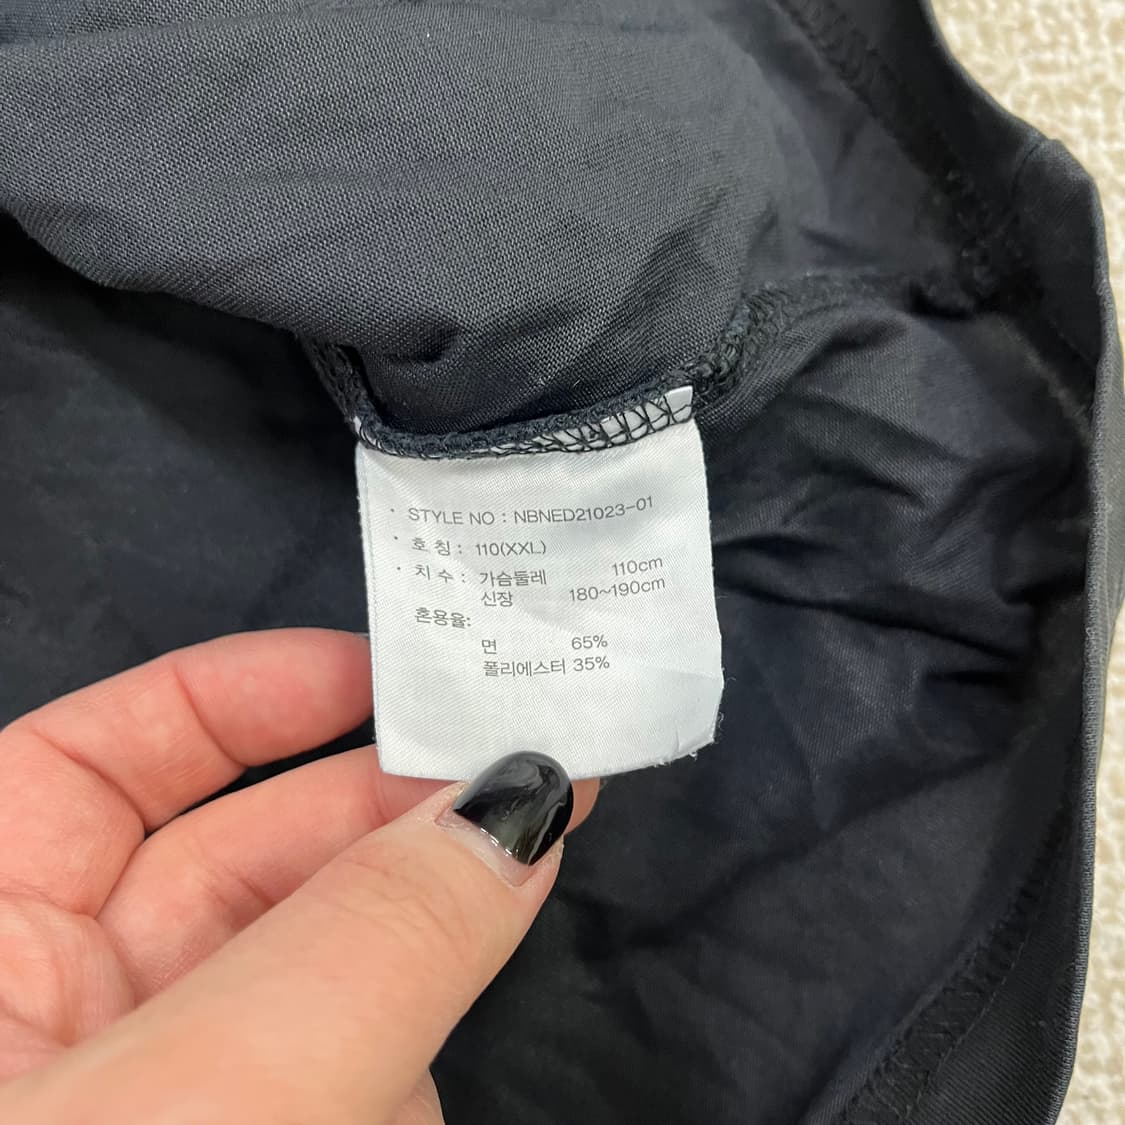 · STYLE NO : NBNED21023-01
· 호 칭 : 110(XXL)
· 치 수 : 가슴둘레 110cm
신장 180~190cm
혼용율:
면 65%
폴리에스터 35%